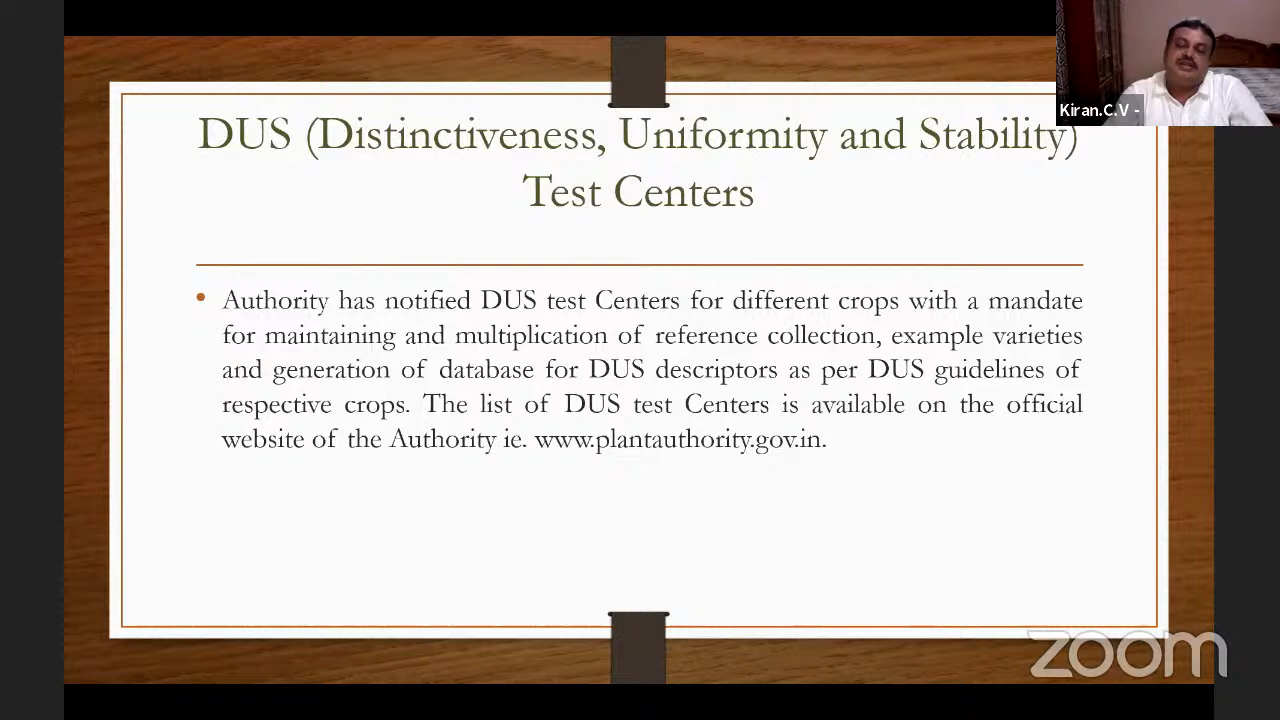 DUS (Distinctiveness, Uniformity and Stability)
Test Centers
• Authority has notified DUS test Centers for different crops with a mandate
for maintaining and multiplication of reference collection, example varieties
and generation of database for DUS descriptors as per DUS guidelines of
respective crops. The list of DUS test Centers is available on the official
website of the Authority ie. www.plantauthority.gov.in.
Kiran.C.V -
zoom